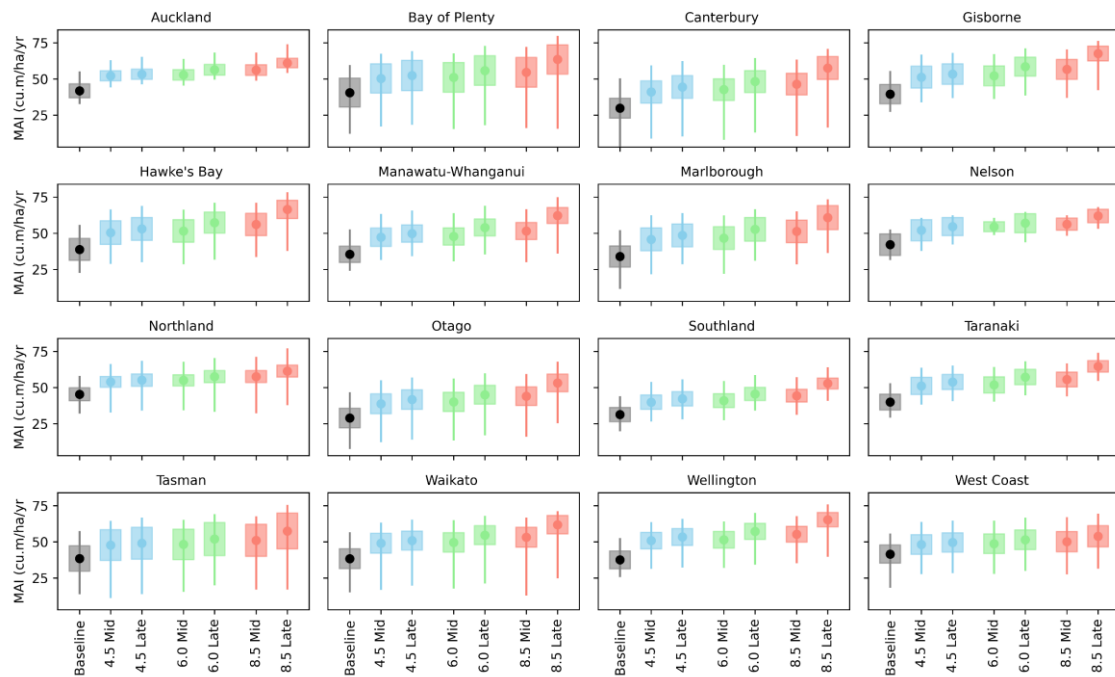 Auckland
Bay of Plenty
Canterbury
Gisborne
MAI (cu.m/ha/yr)
75
50
25
Hawke's Bay
Manawatu-Whanganui
Marlborough
Nelson
MAI (cu.m/ha/yr)
75
50
25
Northland
Otago
Southland
Taranaki
MAI (cu.m/ha/yr)
75
50
25
Tasman
Waikato
Wellington
West Coast
MAI (cu.m/ha/yr)
75
50
25
Baseline
4.5 Mid
4.5 Late
6.0 Mid
6.0 Late
8.5 Mid
8.5 Late
Baseline
4.5 Mid
4.5 Late
6.0 Mid
6.0 Late
8.5 Mid
8.5 Late
Baseline
4.5 Mid
4.5 Late
6.0 Mid
6.0 Late
8.5 Mid
8.5 Late
Baseline
4.5 Mid
4.5 Late
6.0 Mid
6.0 Late
8.5 Mid
8.5 Late